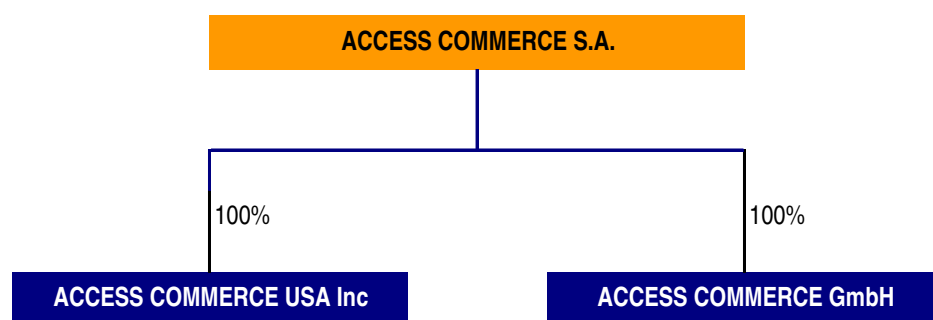 ACCESS COMMERCE S.A.
100%
100%
ACCESS COMMERCE USA Inc
ACCESS COMMERCE GmbH